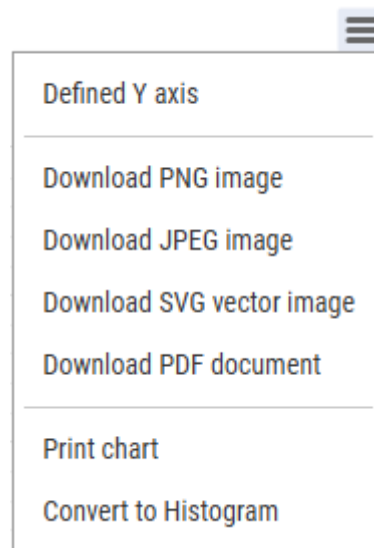 Defined Y axis
Download PNG image
Download JPEG image
Download SVG vector image
Download PDF document
Print chart
Convert to Histogram